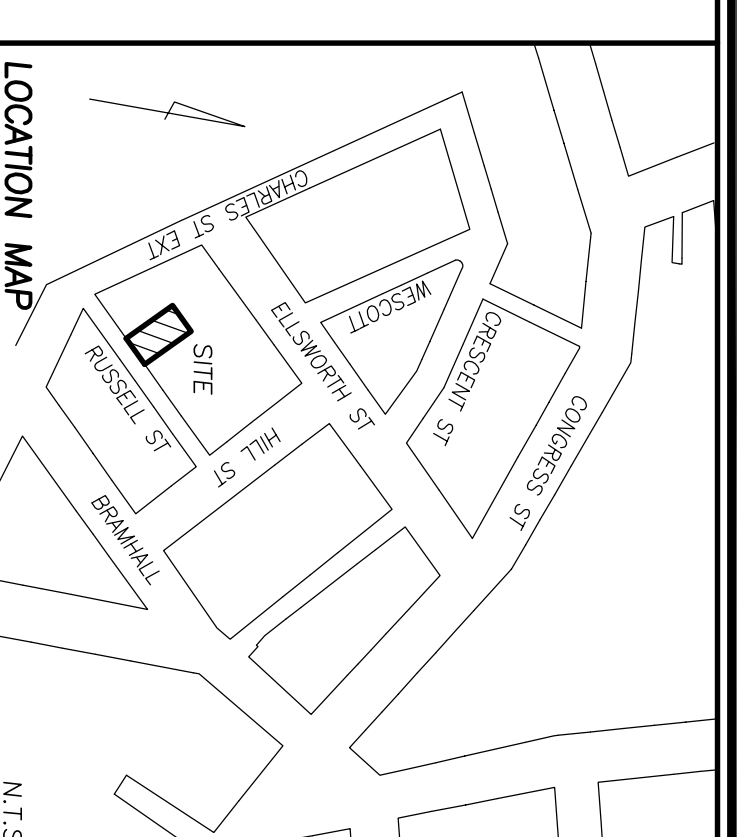 CONGRESS ST
CRESCENT ST
WESCOTT
ELLSWORTH ST
CHARLES ST EXT
HILL ST
SITE
RUSSELL ST
BRAMHALL
LOCATION MAP
N.T.S